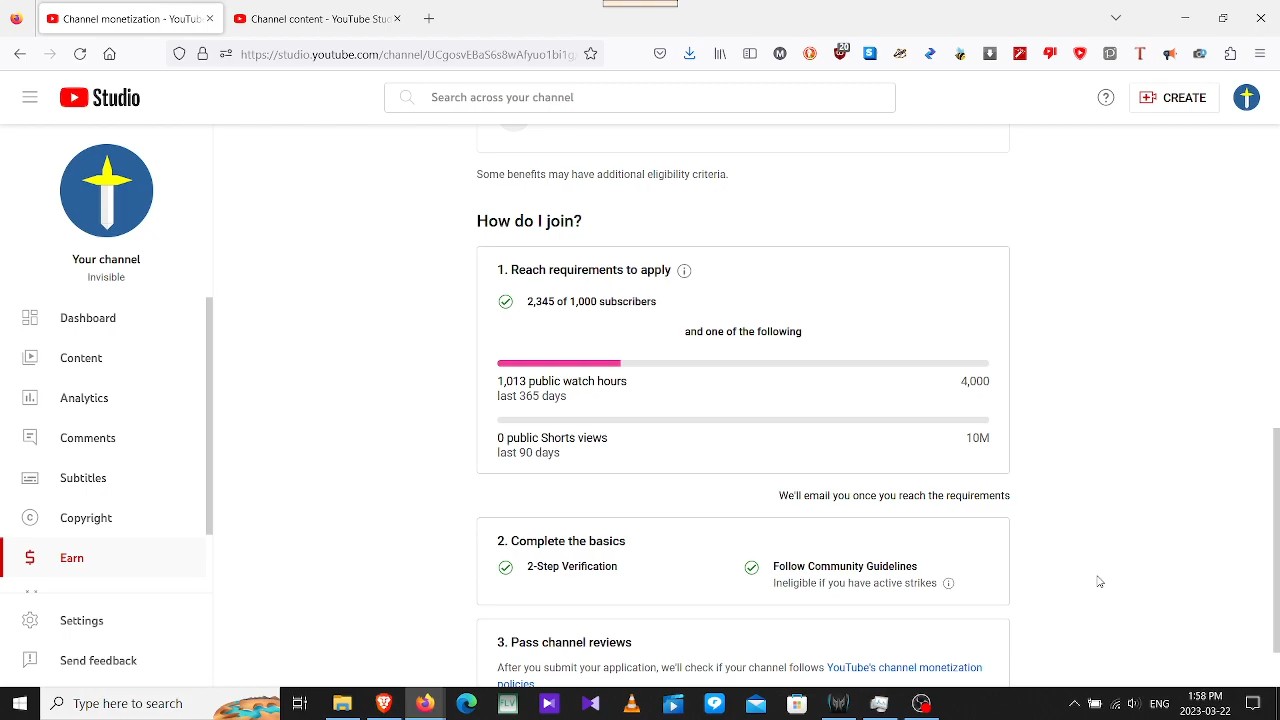 Channel monetization - YouTub
Channel content - YouTube Stud
https://studio.youtube.com/channel/
20
Studio
Search across your channel
CREATE
Your channel
Invisible
Dashboard
Content
Analytics
Comments
Subtitles
Copyright
Earn
Settings
Send feedback
Some benefits may have additional eligibility criteria.
How do I join?
1. Reach requirements to apply
2,345 of 1,000 subscribers
and one of the following
1,013 public watch hours
4,000
last 365 days
0 public Shorts views
10M
last 90 days
We'll email you once you reach the requirements
2. Complete the basics
2-Step Verification
Follow Community Guidelines
Ineligible if you have active strikes
3. Pass channel reviews
After you submit your application, we'll check if your channel follows YouTube's channel monetization
policies
Type here to search
FLV
ENG
1:58 PM
2023-03-22